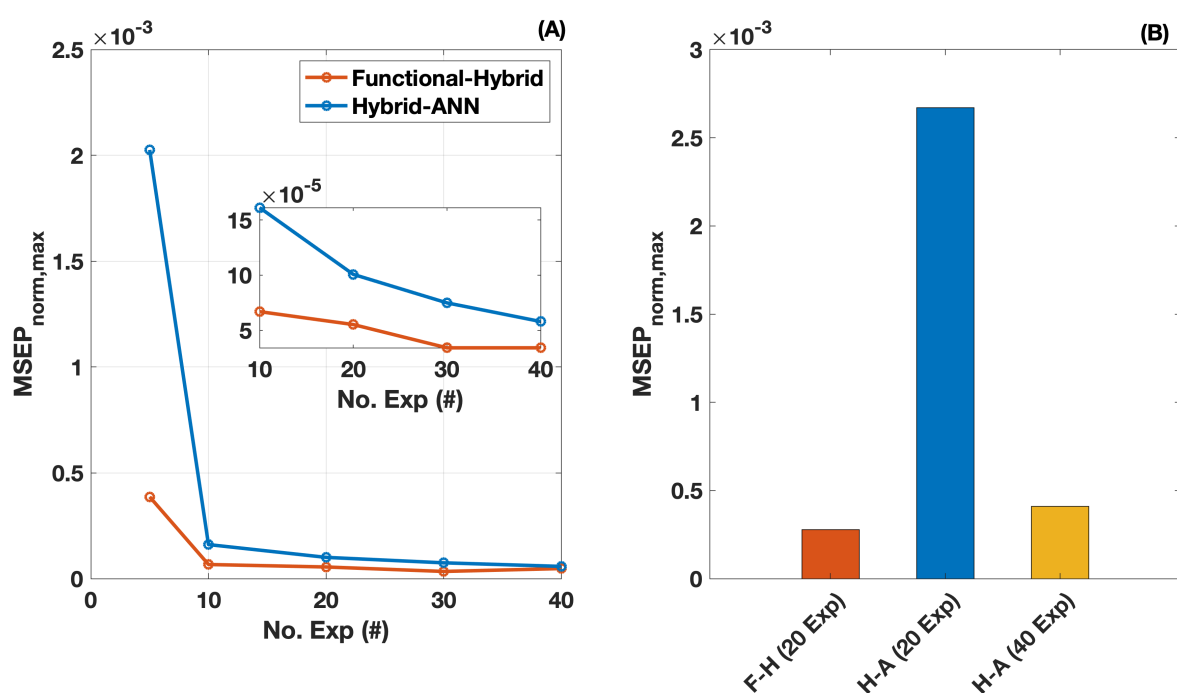 (A)
×10-3
2.5
2
1.5
1
0.5
0
MSEPnorm,max
0 10 20 30 40
No. Exp (#)
Functional-Hybrid
Hybrid-ANN
×10-5
15
10
5
10 20 30 40
No. Exp (#)
(B)
×10-3
3
2.5
2
1.5
1
0.5
0
MSEPnorm,max
F-H (20 Exp)
H-A (20 Exp)
H-A (40 Exp)